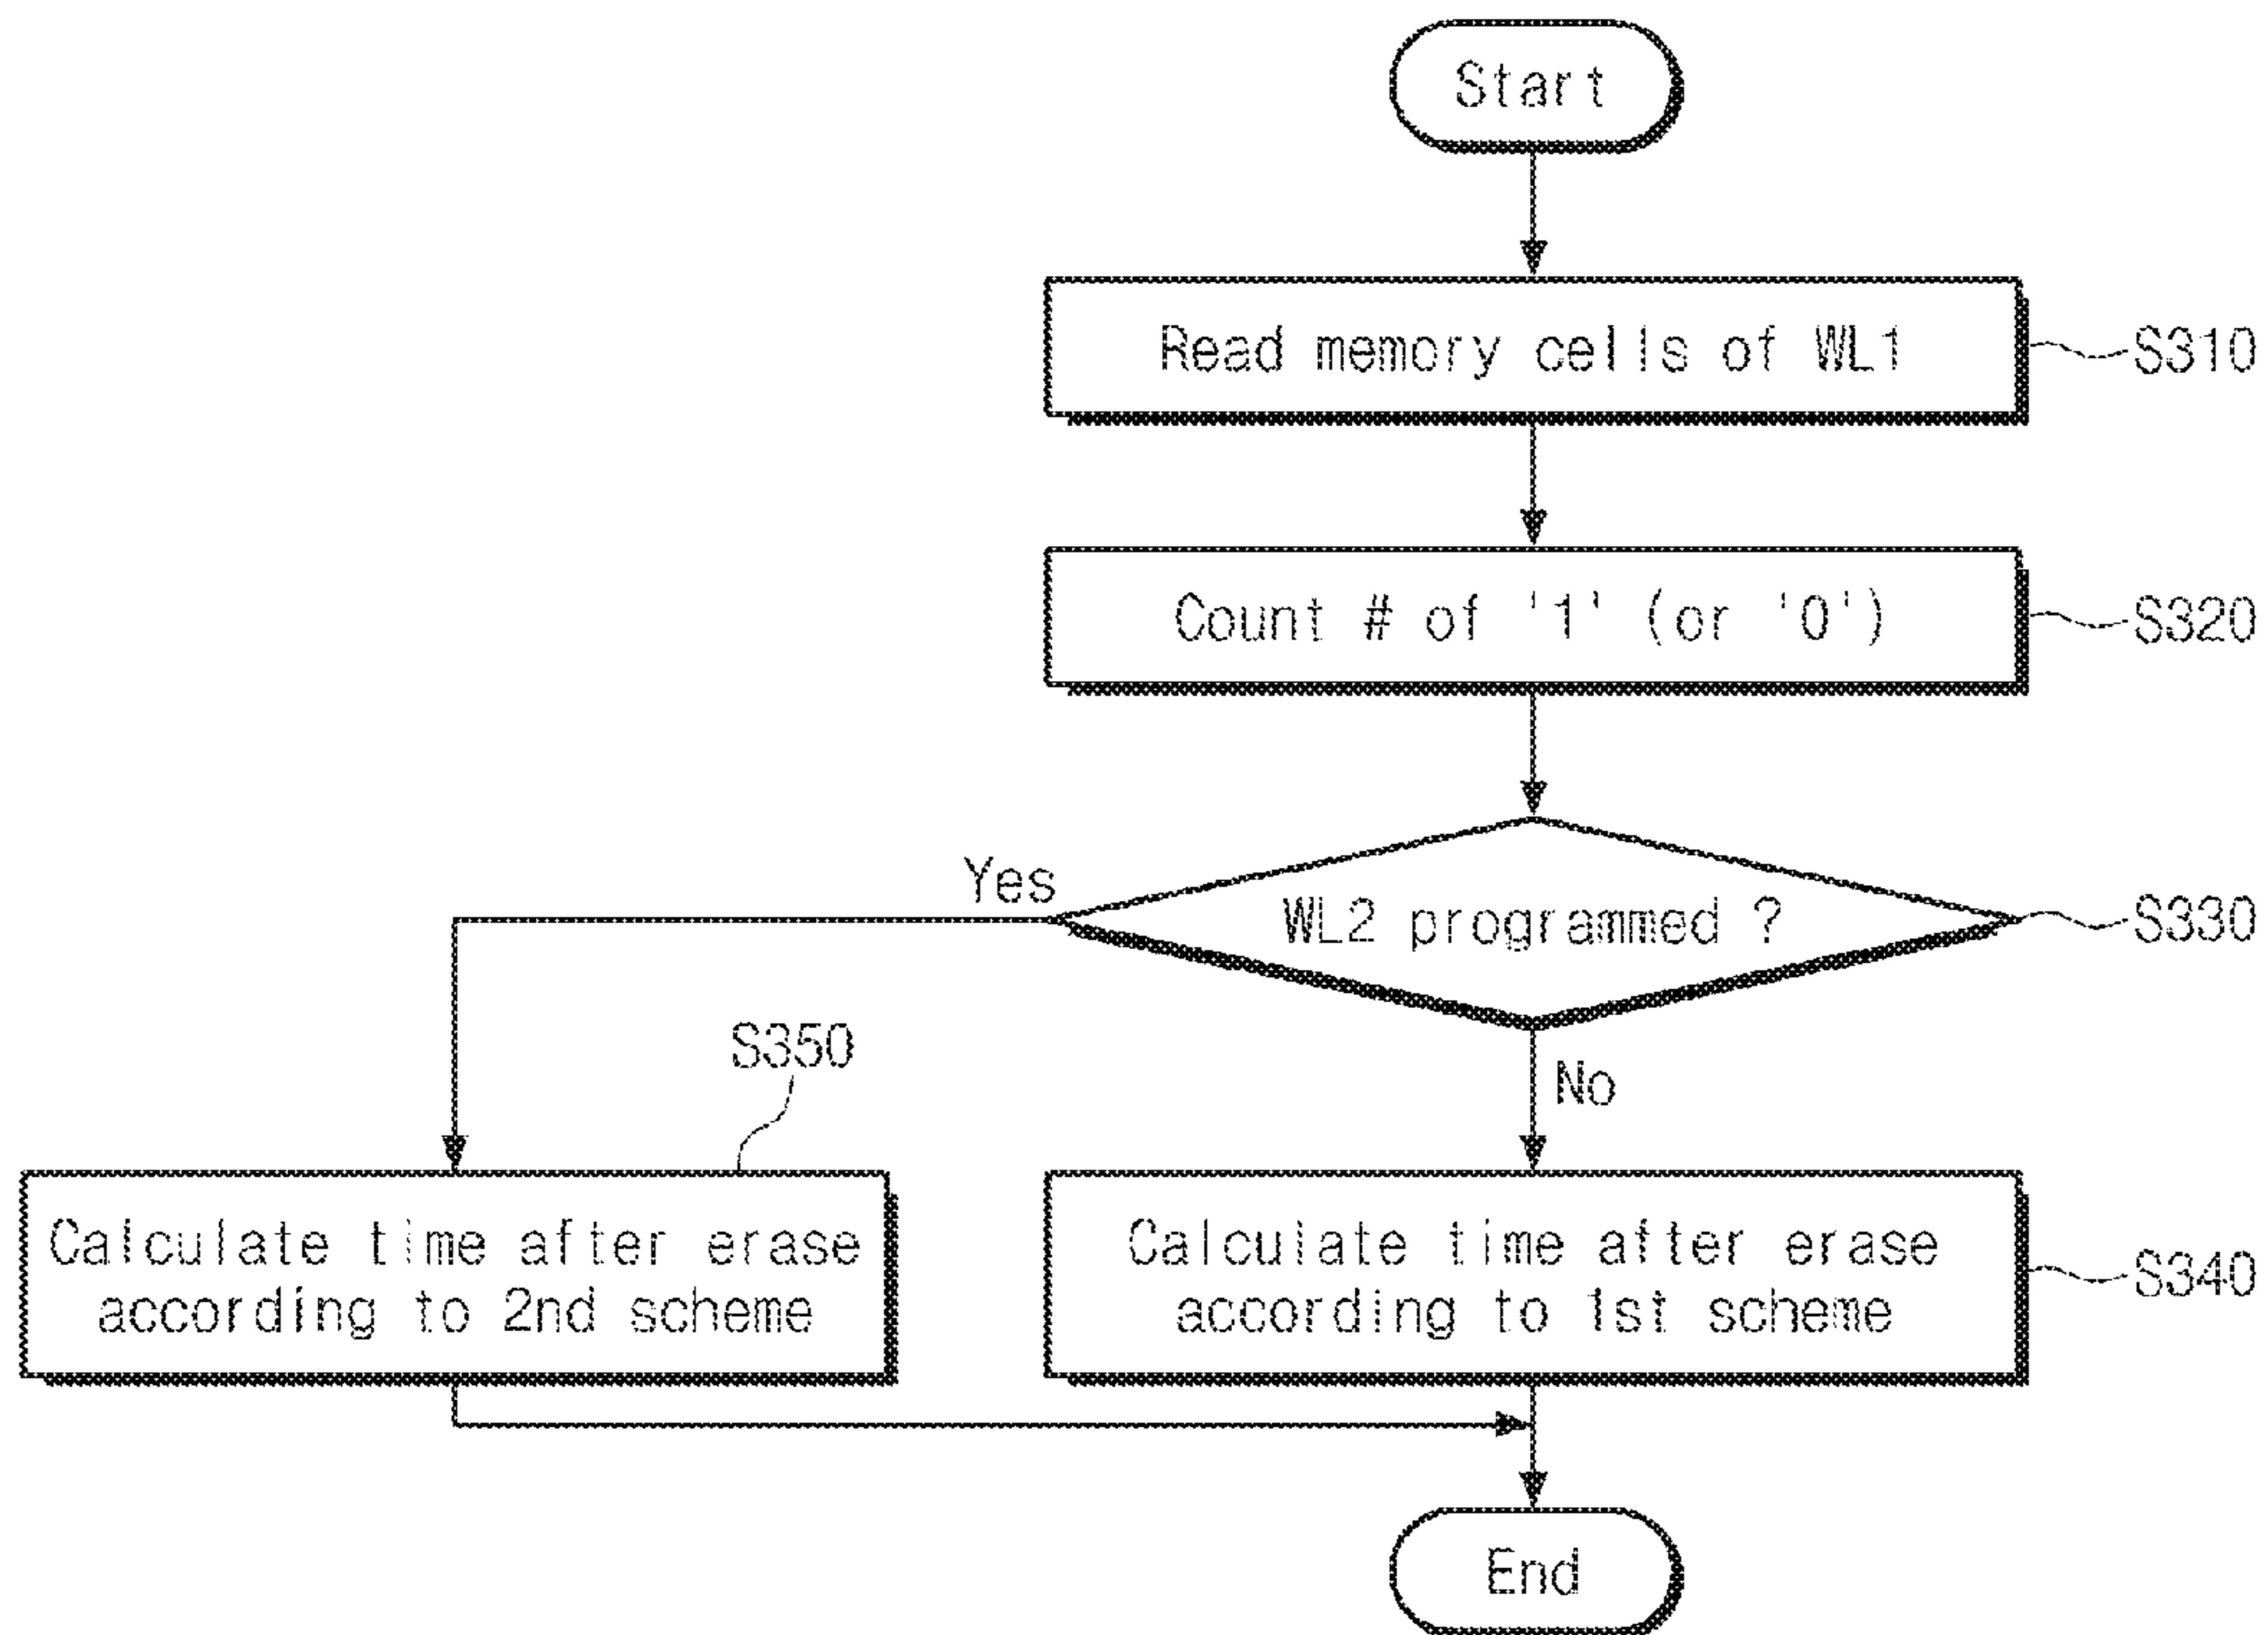 Start
Read memory cells of WL1
S310
Count # of '1' (or '0')
S320
Yes
WL2 programmed ?
S330
S350
No
Calculate time after erase
according to 2nd scheme
Calculate time after erase
according to 1st scheme
S340
End